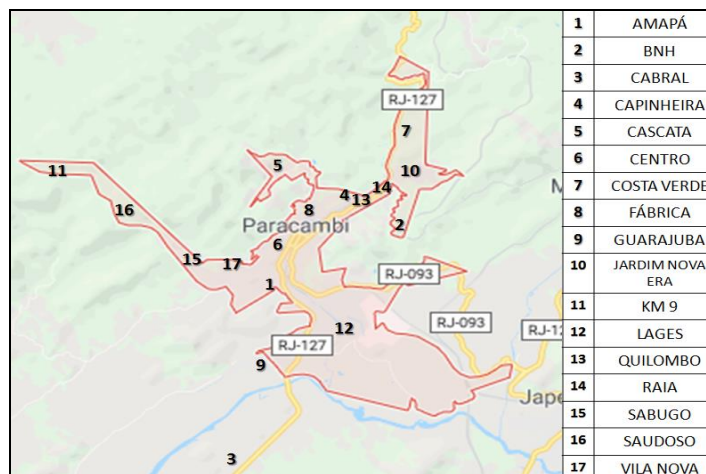 RJ-127
7
5
10
11
4
14
13
16
8
2
Paracambi
6
15
17
RJ-093
1
12
RJ-093
RJ-12
RJ-127
9
Jape
3
1 AMAPÁ
2 BNH
3 CABRAL
4 CAPINHEIRA
5 CASCATA
6 CENTRO
7 COSTA VERDE
8 FÁBRICA
9 GUARAJUBA
10 JARDIM NOVA
ERA
11 KM 9
12 LAGES
13 QUILOMBO
14 RAIA
15 SABUGO
16 SAUDOSO
17 VILA NOVA